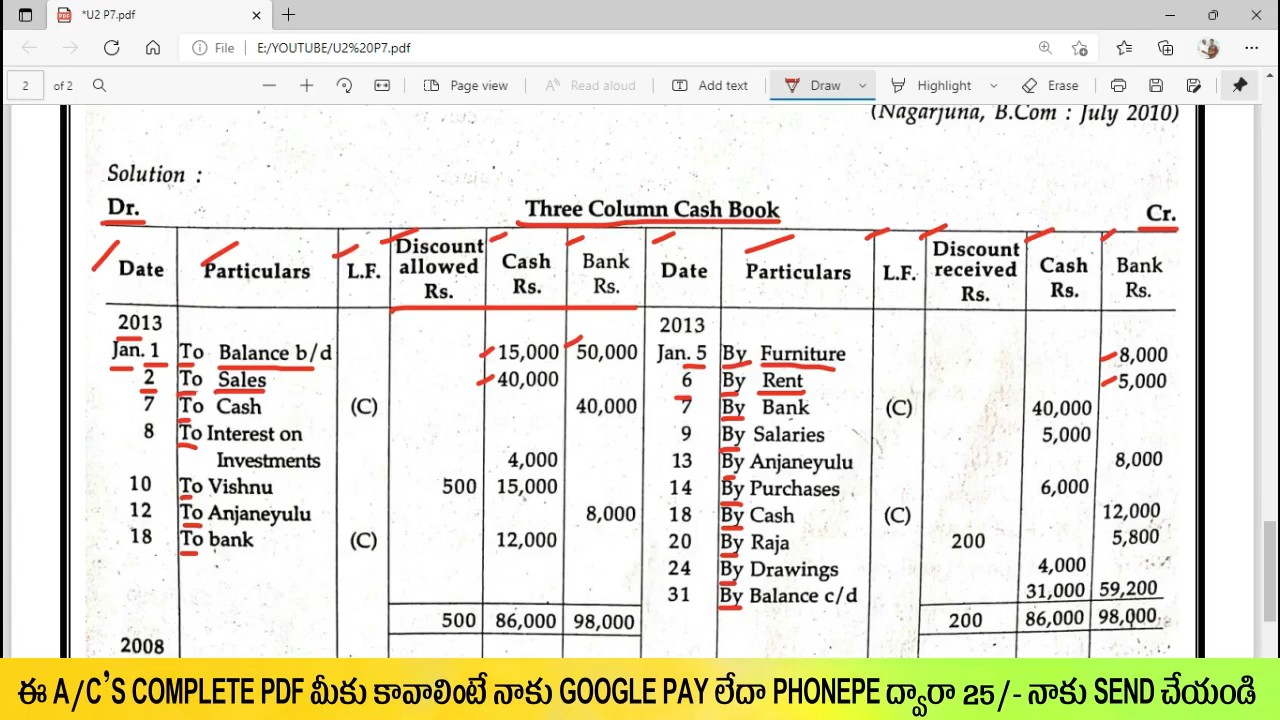 *U2 P7.pdf
File E:/YOUTUBE/U2%20P7.pdf
2 of 2 Page view Read aloud Add text Draw Highlight Erase
(Nagarjuna, B.Com : July 2010)
Solution :
Dr. Three Column Cash Book Cr.
Date Particulars L.F. Discount allowed Rs. Cash Rs. Bank Rs. Date Particulars L.F. Discount received Rs. Cash Rs. Bank Rs.
2013 2013
Jan. 1 To Balance b/d 15,000 50,000 Jan. 5 By Furniture 8,000
2 To Sales 40,000 6 By Rent 5,000
7 To Cash (C) 40,000 7 By Bank (C) 40,000
8 To Interest on 9 By Salaries 5,000
Investments 4,000 13 By Anjaneyulu 8,000
10 To Vishnu 500 15,000 14 By Purchases 6,000
12 To Anjaneyulu 8,000 18 By Cash (C) 12,000
18 To bank (C) 12,000 20 By Raja 200 5,800
24 By Drawings 4,000
31 By Balance c/d 31,000 59,200
500 86,000 98,000 200 86,000 98,000
2008
ఈ A/C'S COMPLETE PDF మీకు కావాలింటే నాకు GOOGLE PAY లేదా PHONEPE ద్వారా 25/- నాకు SEND చేయండి